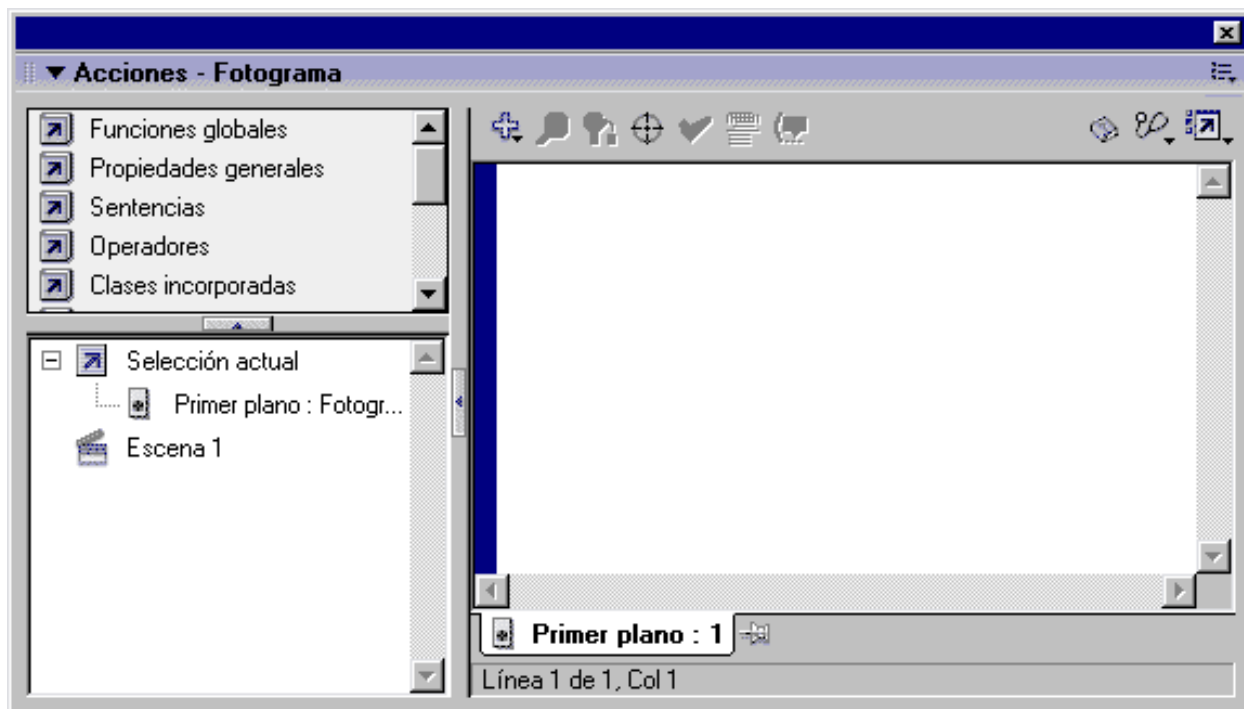 Acciones - Fotograma
Funciones globales
Propiedades generales
Sentencias
Operadores
Clases incorporadas
Selección actual
Primer plano : Fotogr...
Escena 1
Primer plano : 1
Línea 1 de 1, Col 1